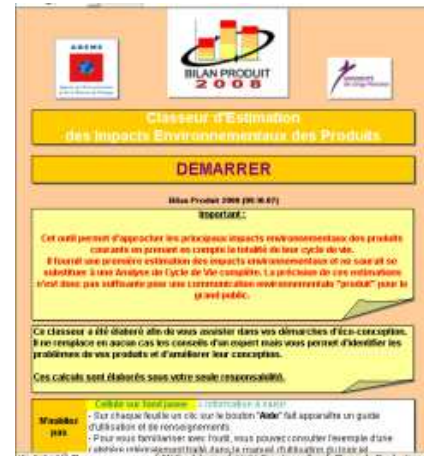 ADEME
BILAN PRODUIT
2008
Classeur d'Estimation
des Impacts Environnementaux des Produits
DEMARRER
Bilan Produit 2008
Important :
Cet outil permet d'approcher les principaux impacts environnementaux des produits
courants en prenant en compte la totalité de leur cycle de vie.
Il fournit une première estimation des impacts environnementaux et ne saurait se
substituer à une Analyse de Cycle de Vie complète. La précision de ces estimations
n'est donc pas suffisante pour une communication environnementale "produit" pour le
grand public.
Ce classeur a été élaboré afin de vous assister dans vos démarches d'éco-conception.
Il ne remplace en aucun cas les conseils d'un expert mais vous permet d'identifier les
problèmes de vos produits et d'améliorer leur conception.
Ces calculs sont élaborés sous votre seule responsabilité.
Cellule sur fond jaune = information à saisir
N'oubliez
pas
- Sur chaque feuille un clic sur le bouton "Aide" fait apparaître un guide
d'utilisation et de renseignements
- Pour vous familiariser avec l'outil, vous pouvez consulter l'exemple d'une